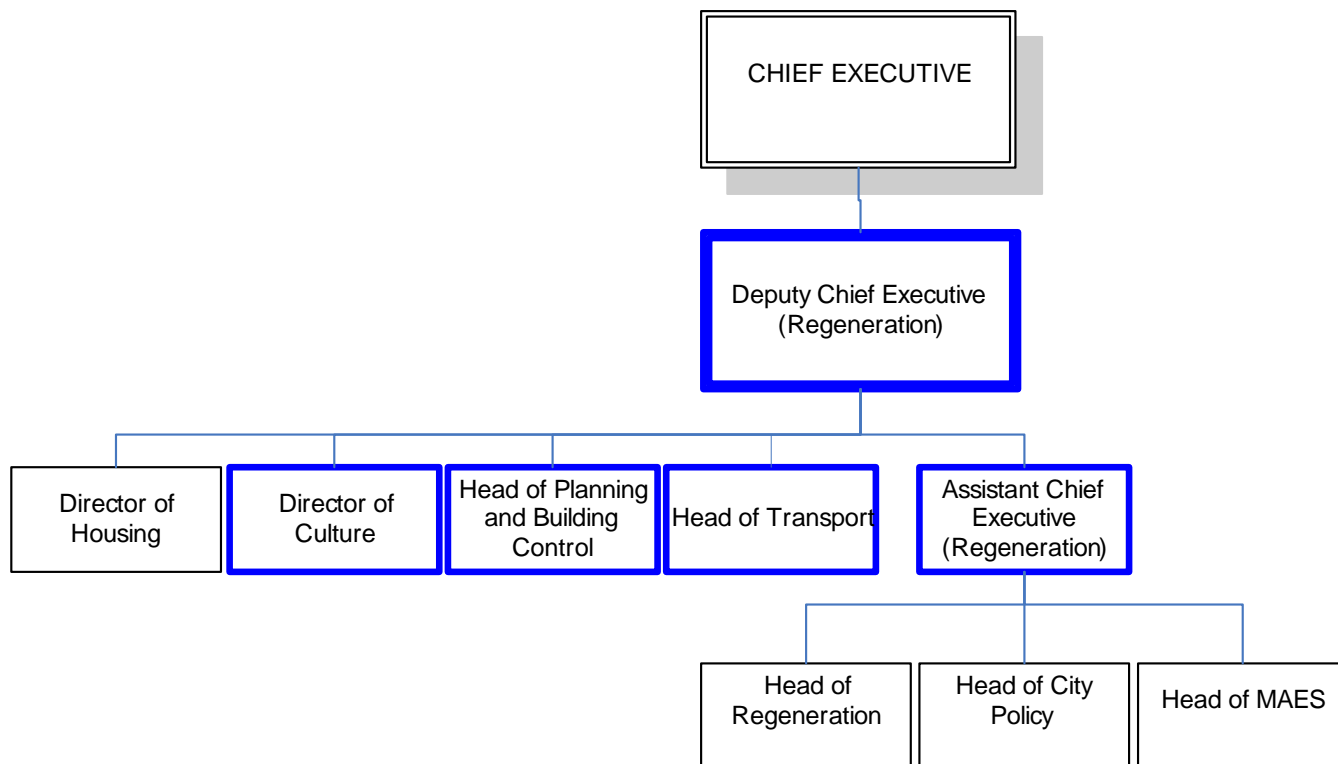 CHIEF EXECUTIVE
Deputy Chief Executive
(Regeneration)
Director of
Housing
Director of
Culture
Head of Planning
and Building
Control
Head of Transport
Assistant Chief
Executive
(Regeneration)
Head of
Regeneration
Head of City
Policy
Head of MAES